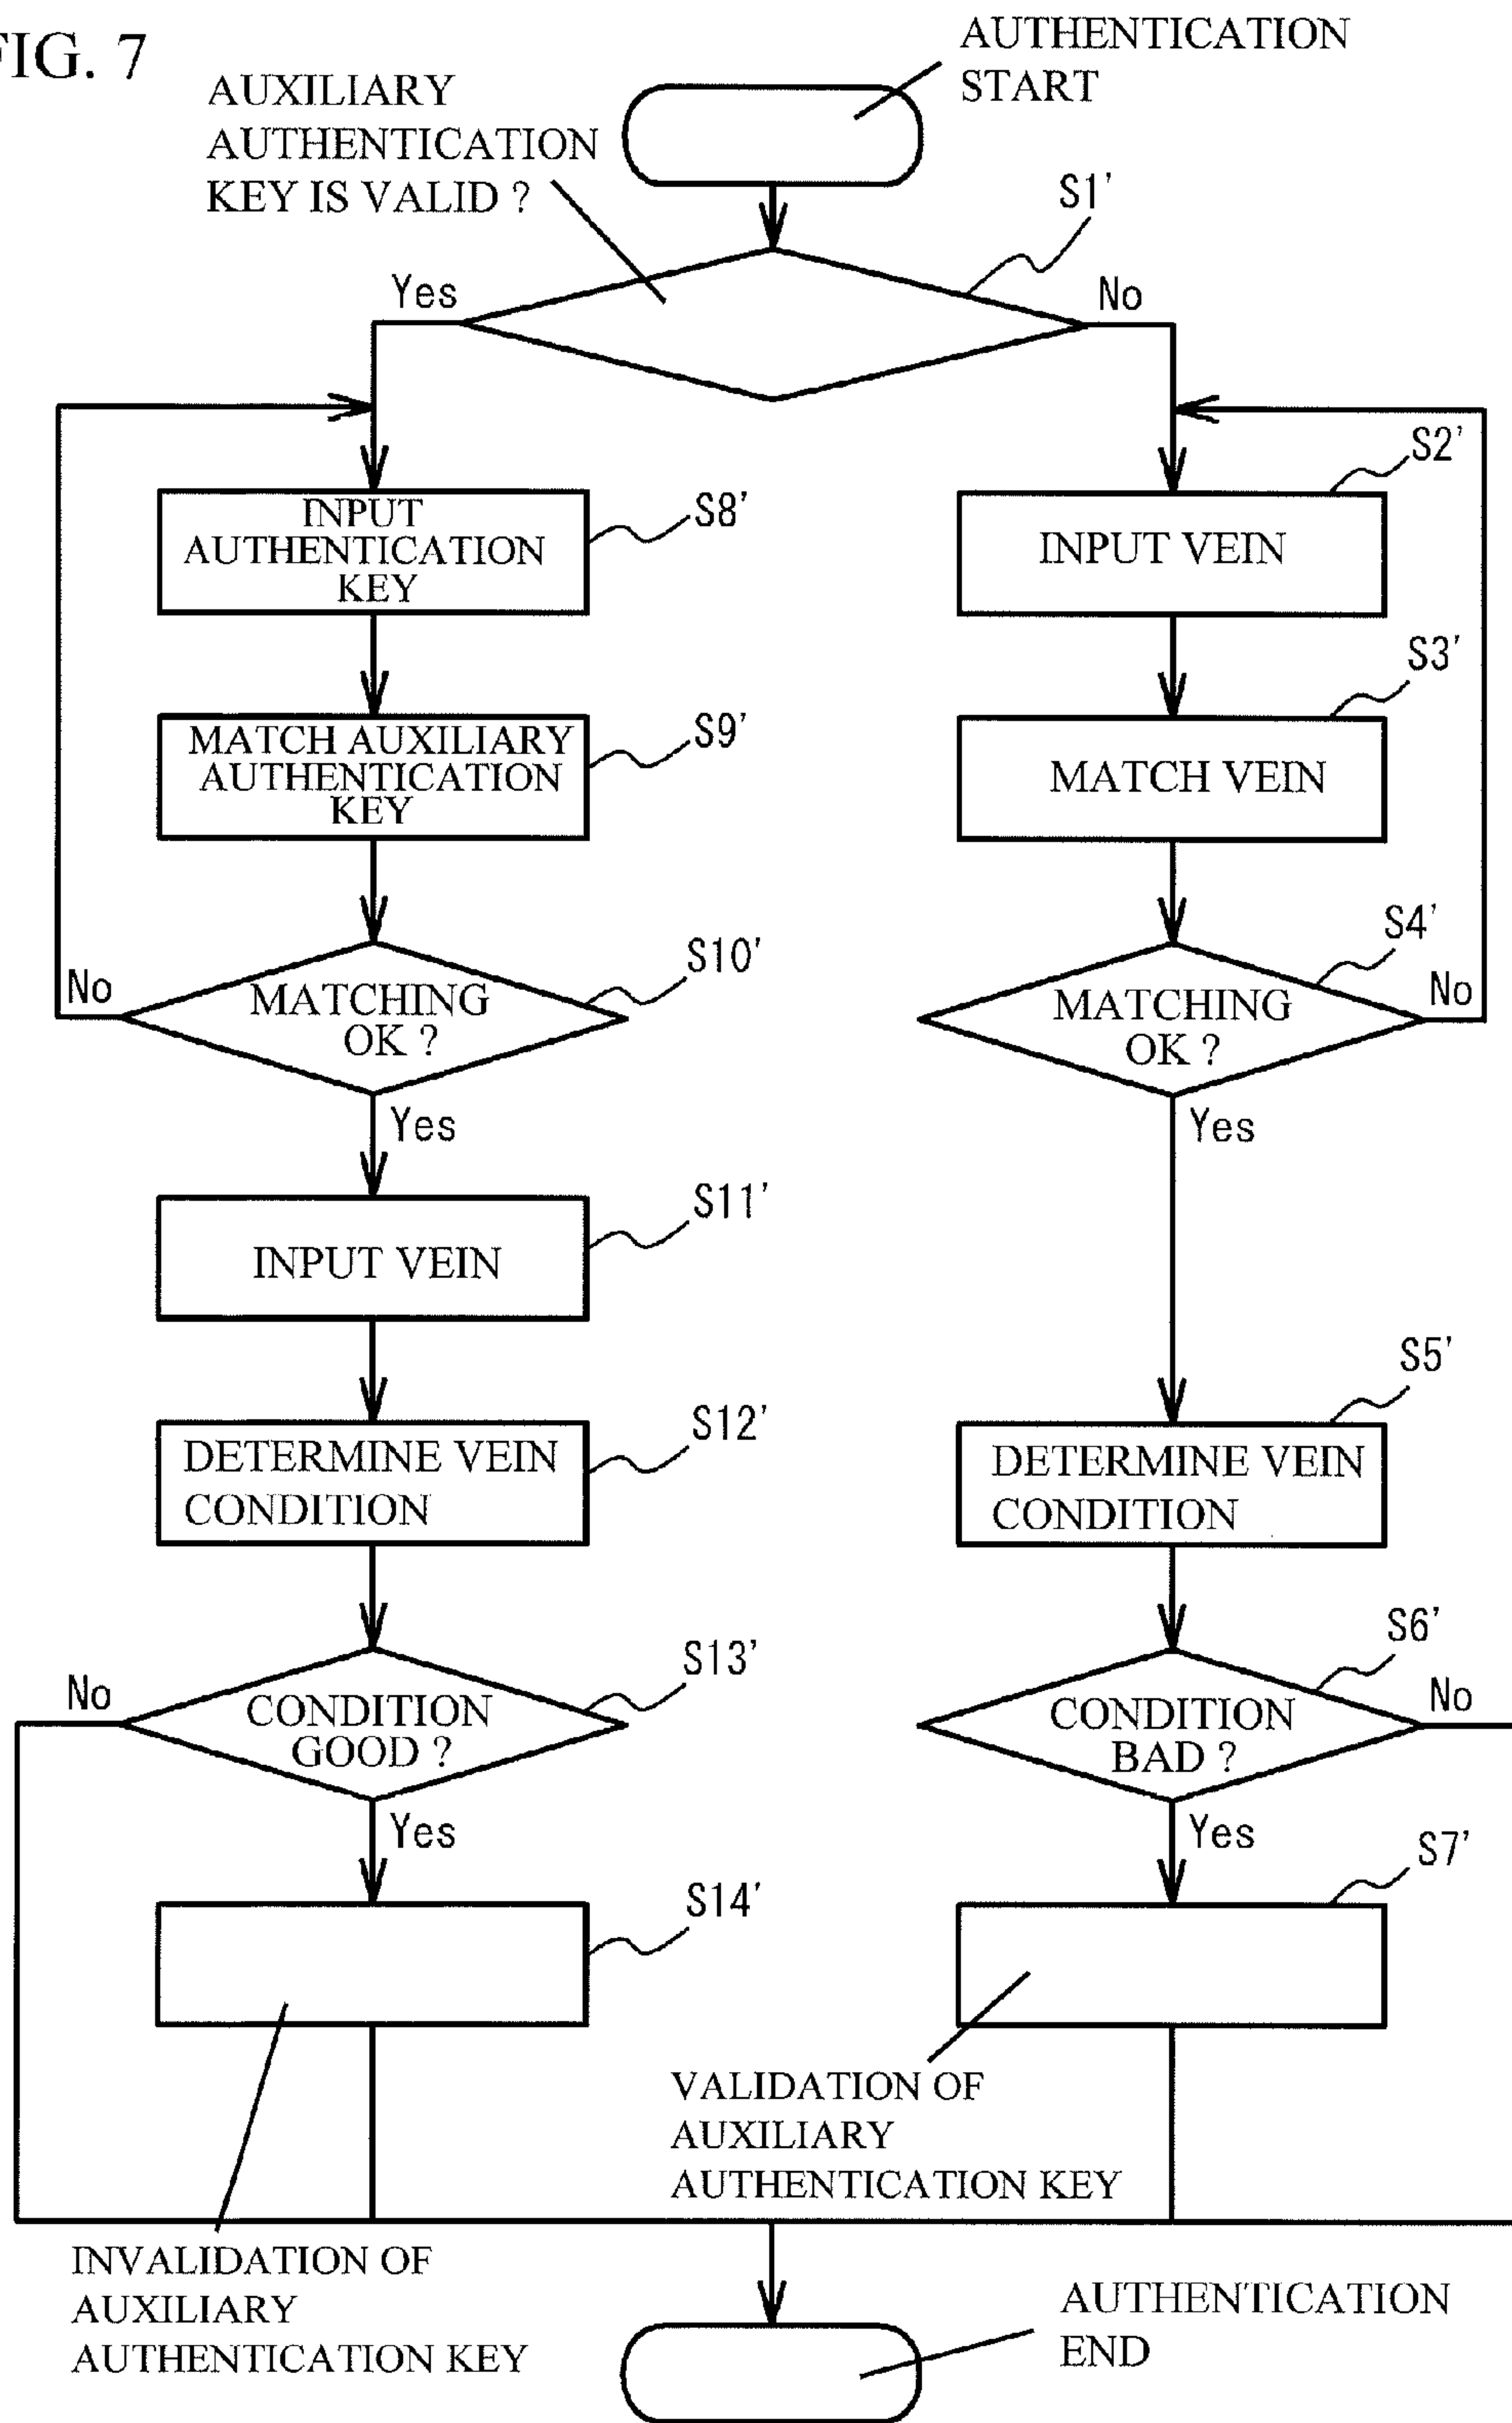 FIG. 7
AUTHENTICATION
START
AUXILIARY
AUTHENTICATION
KEY IS VALID ?
S1'
Yes
No
S2'
INPUT
AUTHENTICATION
KEY
S8'
INPUT VEIN
S3'
MATCH AUXILIARY
AUTHENTICATION
KEY
S9'
MATCH VEIN
S4'
S10'
No
MATCHING
OK ?
MATCHING
OK ?
No
Yes
Yes
S11'
INPUT VEIN
S5'
S12'
DETERMINE VEIN
CONDITION
DETERMINE VEIN
CONDITION
S6'
S13'
No
CONDITION
GOOD ?
CONDITION
BAD ?
No
Yes
Yes
S7'
S14'
VALIDATION OF
AUXILIARY
AUTHENTICATION KEY
INVALIDATION OF
AUXILIARY
AUTHENTICATION KEY
AUTHENTICATION
END